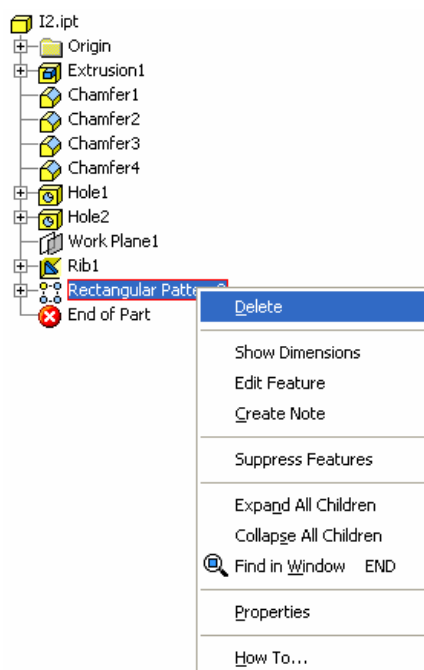 I2.ipt
Origin
Extrusion1
Chamfer1
Chamfer2
Chamfer3
Chamfer4
Hole1
Hole2
Work Plane1
Rib1
Rectangular
End of Part
Delete
Show Dimensions
Edit Feature
Create Note
Suppress Features
Expand All Children
Collapse All Children
Find in Window END
Properties
How To...